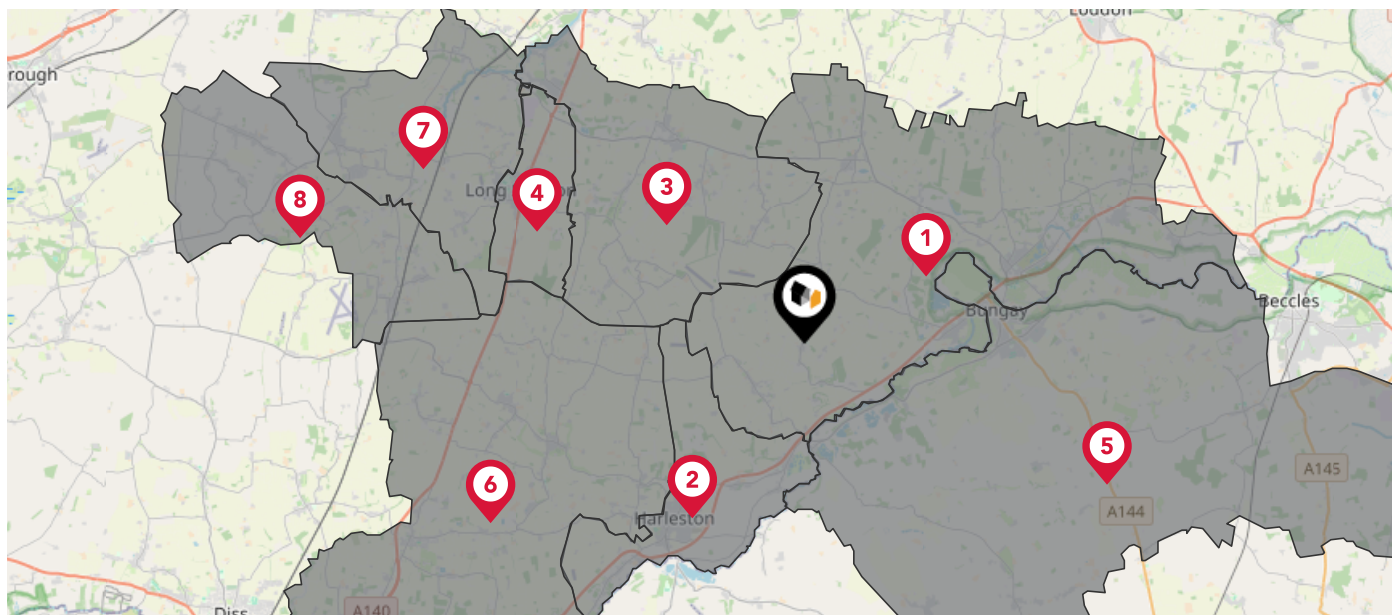 Loddon
rough
7
8
Long
4
3
1
Bungay
Beccles
5
A145
A144
6
2
Harleston
Diss
A140